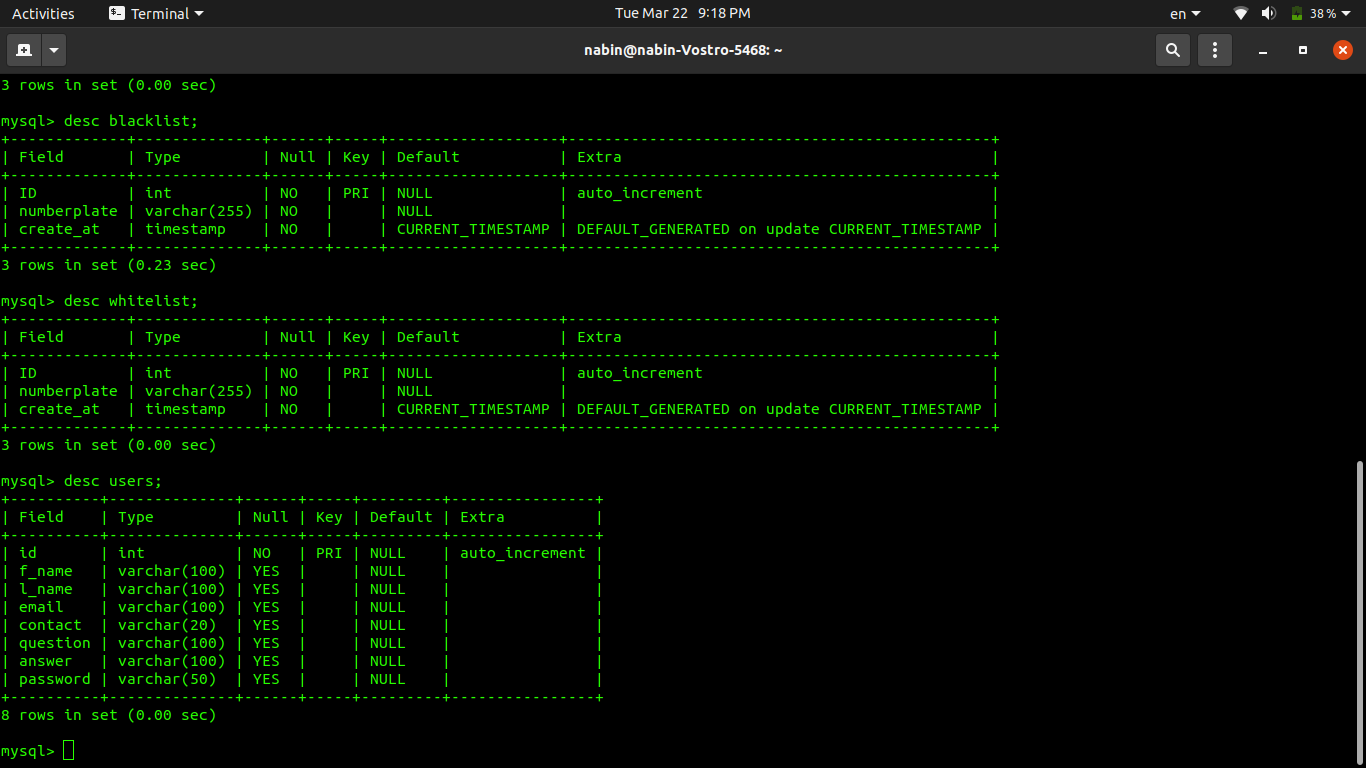 Activities Terminal Tue Mar 22 9:18 PM en 38 %
nabin@nabin-Vostro-5468: ~
3 rows in set (0.00 sec)

mysql> desc blacklist;
+-------------+--------------+------+-----+-------------------+-----------------------------------------------+
| Field       | Type         | Null | Key | Default           | Extra                                         |
+-------------+--------------+------+-----+-------------------+-----------------------------------------------+
| ID          | int          | NO   | PRI | NULL              | auto_increment                                |
| numberplate | varchar(255) | NO   |     | NULL              |                                               |
| create_at   | timestamp    | NO   |     | CURRENT_TIMESTAMP | DEFAULT_GENERATED on update CURRENT_TIMESTAMP |
+-------------+--------------+------+-----+-------------------+-----------------------------------------------+
3 rows in set (0.23 sec)

mysql> desc whitelist;
+-------------+--------------+------+-----+-------------------+-----------------------------------------------+
| Field       | Type         | Null | Key | Default           | Extra                                         |
+-------------+--------------+------+-----+-------------------+-----------------------------------------------+
| ID          | int          | NO   | PRI | NULL              | auto_increment                                |
| numberplate | varchar(255) | NO   |     | NULL              |                                               |
| create_at   | timestamp    | NO   |     | CURRENT_TIMESTAMP | DEFAULT_GENERATED on update CURRENT_TIMESTAMP |
+-------------+--------------+------+-----+-------------------+-----------------------------------------------+
3 rows in set (0.00 sec)

mysql> desc users;
+----------+--------------+------+-----+---------+----------------+
| Field    | Type         | Null | Key | Default | Extra          |
+----------+--------------+------+-----+---------+----------------+
| id       | int          | NO   | PRI | NULL    | auto_increment |
| f_name   | varchar(100) | YES  |     | NULL    |                |
| l_name   | varchar(100) | YES  |     | NULL    |                |
| email    | varchar(100) | YES  |     | NULL    |                |
| contact  | varchar(20)  | YES  |     | NULL    |                |
| question | varchar(100) | YES  |     | NULL    |                |
| answer   | varchar(100) | YES  |     | NULL    |                |
| password | varchar(50)  | YES  |     | NULL    |                |
+----------+--------------+------+-----+---------+----------------+
8 rows in set (0.00 sec)

mysql>